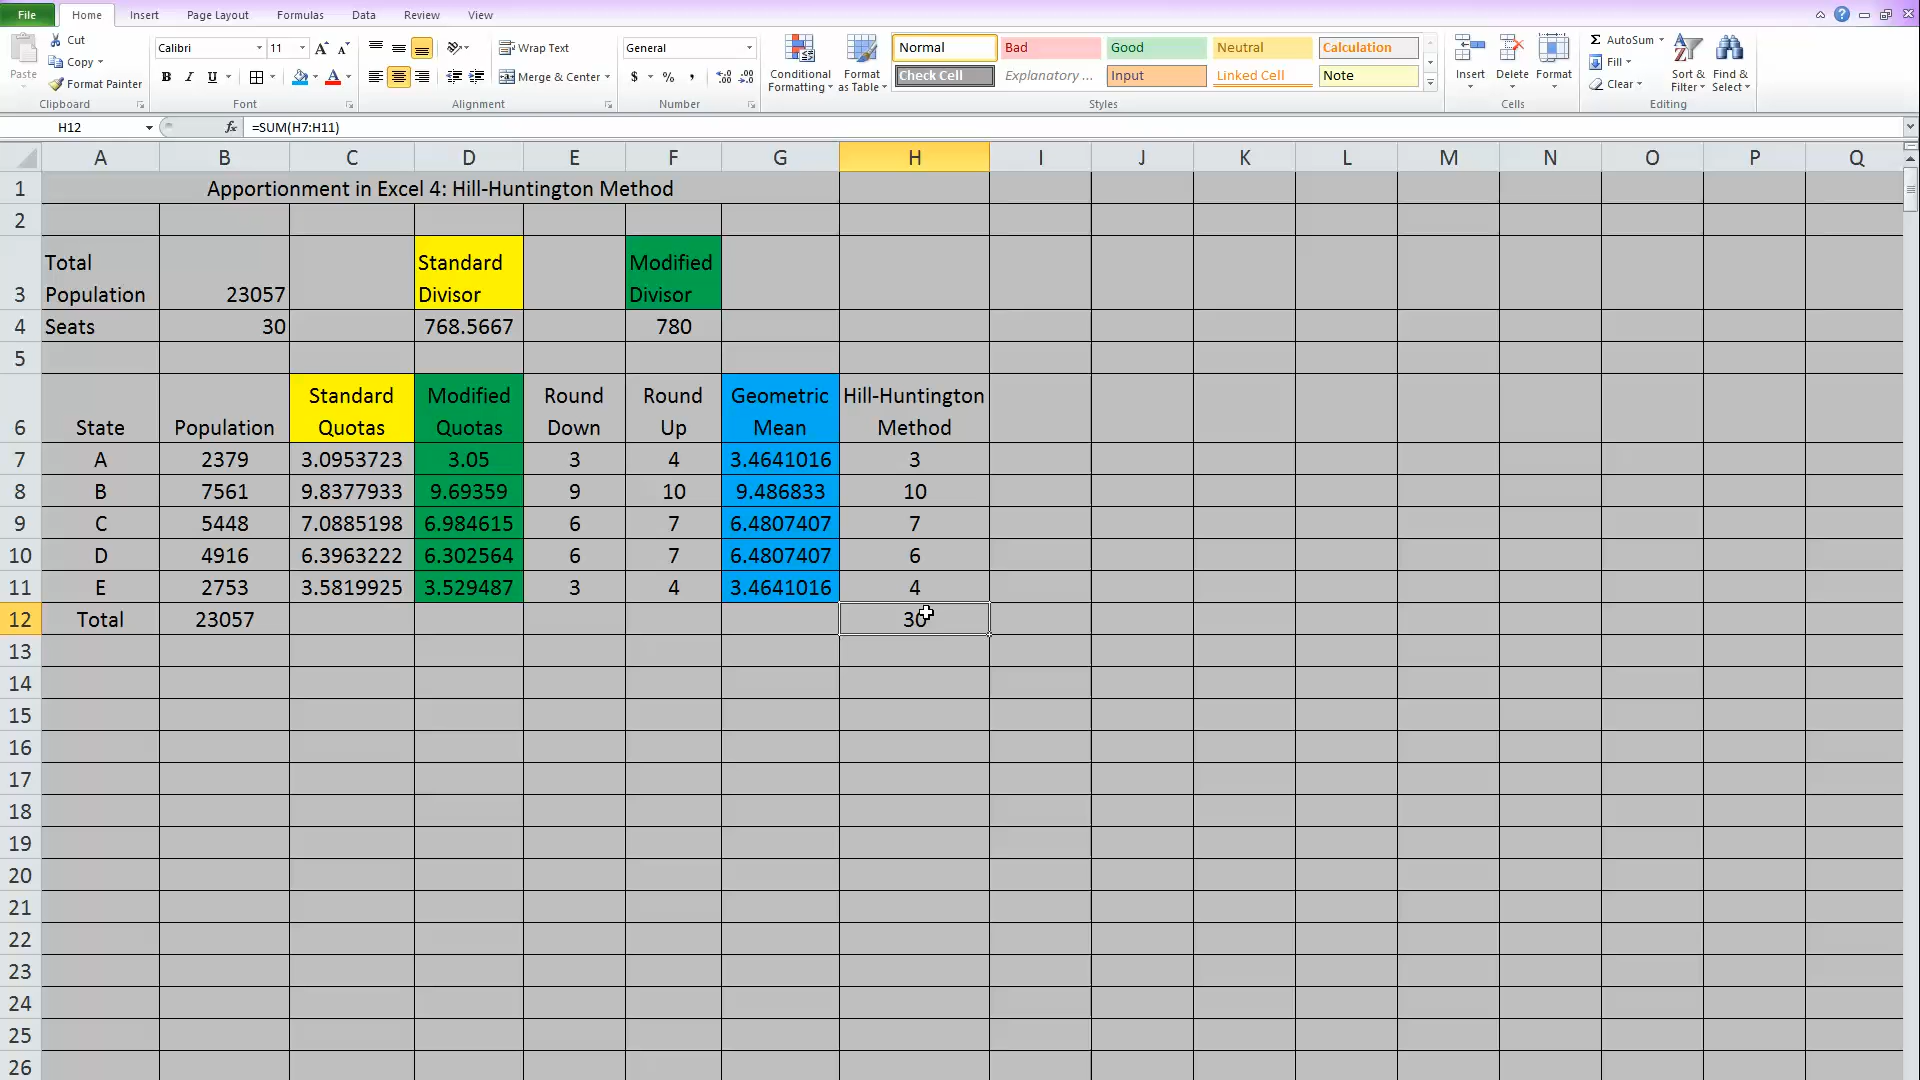 File Home Insert Page Layout Formulas Data Review View
Paste Cut Copy Format Painter Clipboard
Calibri 11 A A B I U A Font
Wrap Text Merge & Center Alignment
General $ % , Number
Conditional Formatting Format as Table
Normal Bad Good Neutral Calculation
Check Cell Explanatory ... Input Linked Cell Note
Styles
Insert Delete Format Cells
Σ AutoSum Fill Clear Sort & Filter Find & Select Editing
H12 fx =SUM(H7:H11)
A B C D E F G H I J K L M N O P Q
1 Apportionment in Excel 4: Hill-Huntington Method
2
3 Total Population 23057 Standard Divisor Modified Divisor
4 Seats 30 768.5667 780
5
6 State Population Standard Quotas Modified Quotas Round Down Round Up Geometric Mean Hill-Huntington Method
7 A 2379 3.0953723 3.05 3 4 3.4641016 3
8 B 7561 9.8377933 9.69359 9 10 9.486833 10
9 C 5448 7.0885198 6.984615 6 7 6.4807407 7
10 D 4916 6.3963222 6.302564 6 7 6.4807407 6
11 E 2753 3.5819925 3.529487 3 4 3.4641016 4
12 Total 23057 30
13
14
15
16
17
18
19
20
21
22
23
24
25
26